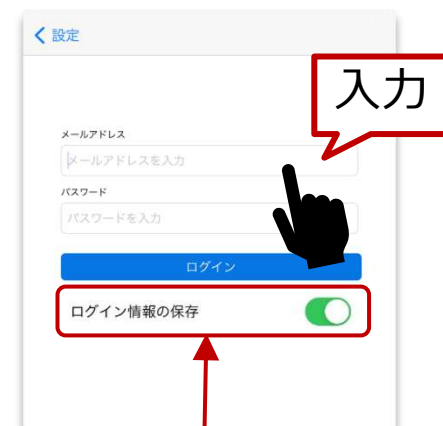 設定
入力
メールアドレス
メールアドレスを入力
パスワード
パスワードを入力
ログイン
ログイン情報の保存